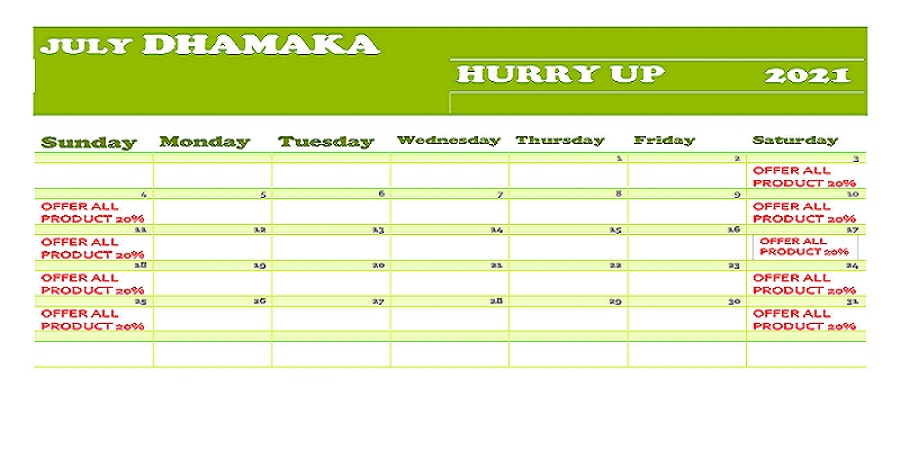 JULY DHAMAKA
HURRY UP 2021
Sunday Monday Tuesday Wednesday Thursday Friday Saturday
1 2 3
OFFER ALL
PRODUCT 20%
4 5 6 7 8 9 10
OFFER ALL OFFER ALL
PRODUCT 20% PRODUCT 20%
11 12 13 14 15 16 17
OFFER ALL OFFER ALL
PRODUCT 20% PRODUCT 20%
18 19 20 21 22 23 24
OFFER ALL OFFER ALL
PRODUCT 20% PRODUCT 20%
25 26 27 28 29 30 31
OFFER ALL OFFER ALL
PRODUCT 20% PRODUCT 20%